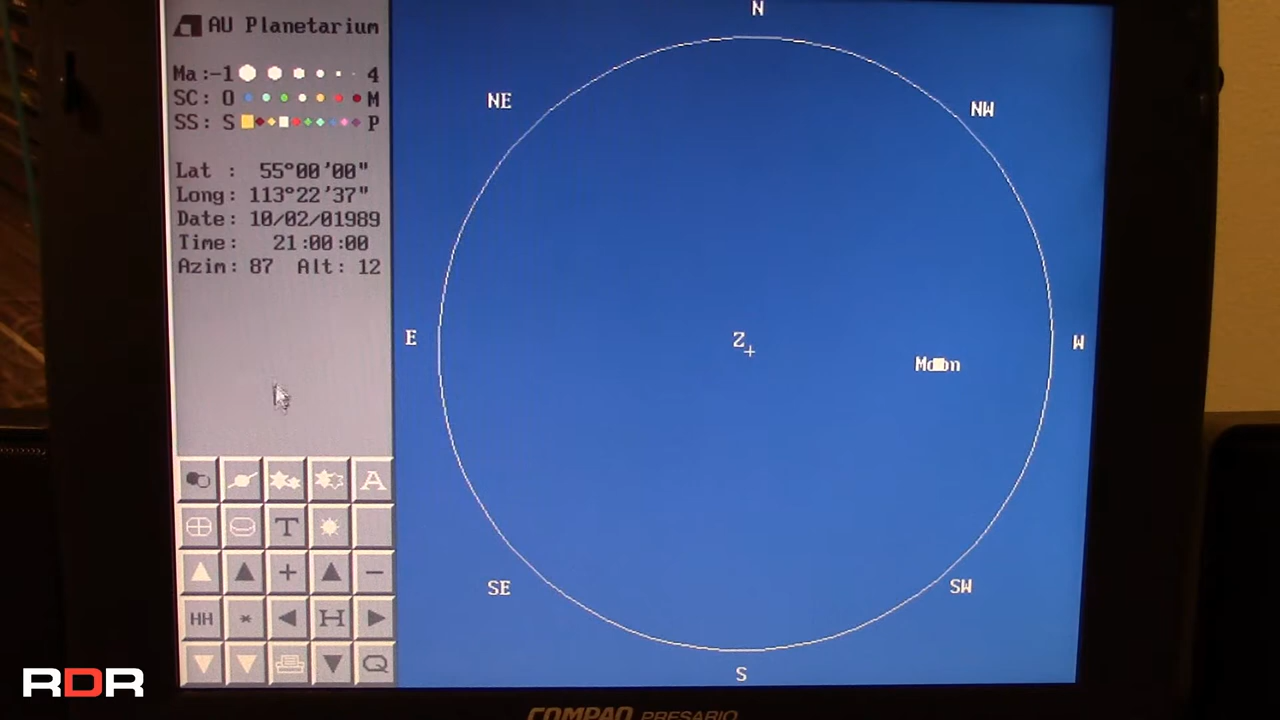 AU Planetarium
Ma :-1 4
SC: O M
SS: S P
Lat : 55°00'00"
Long: 113°22'37"
Date: 10/02/01989
Time: 21:00:00
Azim: 87 Alt: 12
A
T
+ −
HH * H
Q
N
NE NW
E Z W
Moon
SE SW
S
RDR
COMPAQ PRESARIO